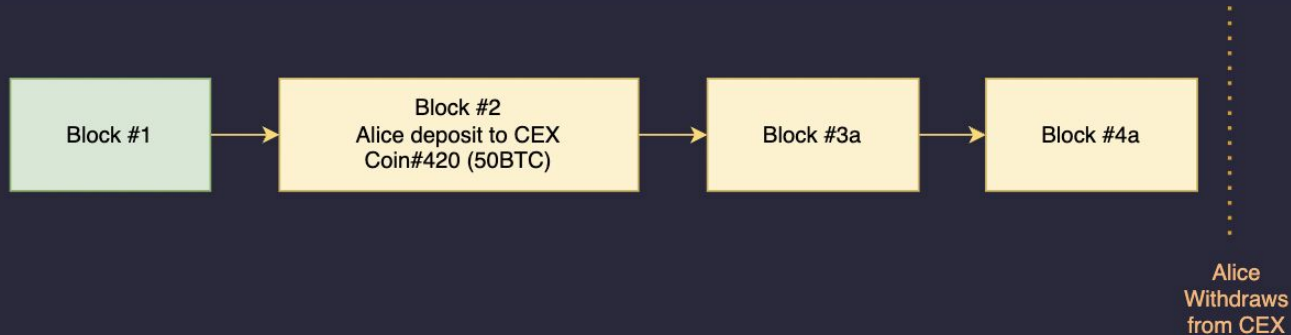 Block #1
Block #2
Alice deposit to CEX
Coin#420 (50BTC)
Block #3a
Block #4a
Alice
Withdraws
from CEX